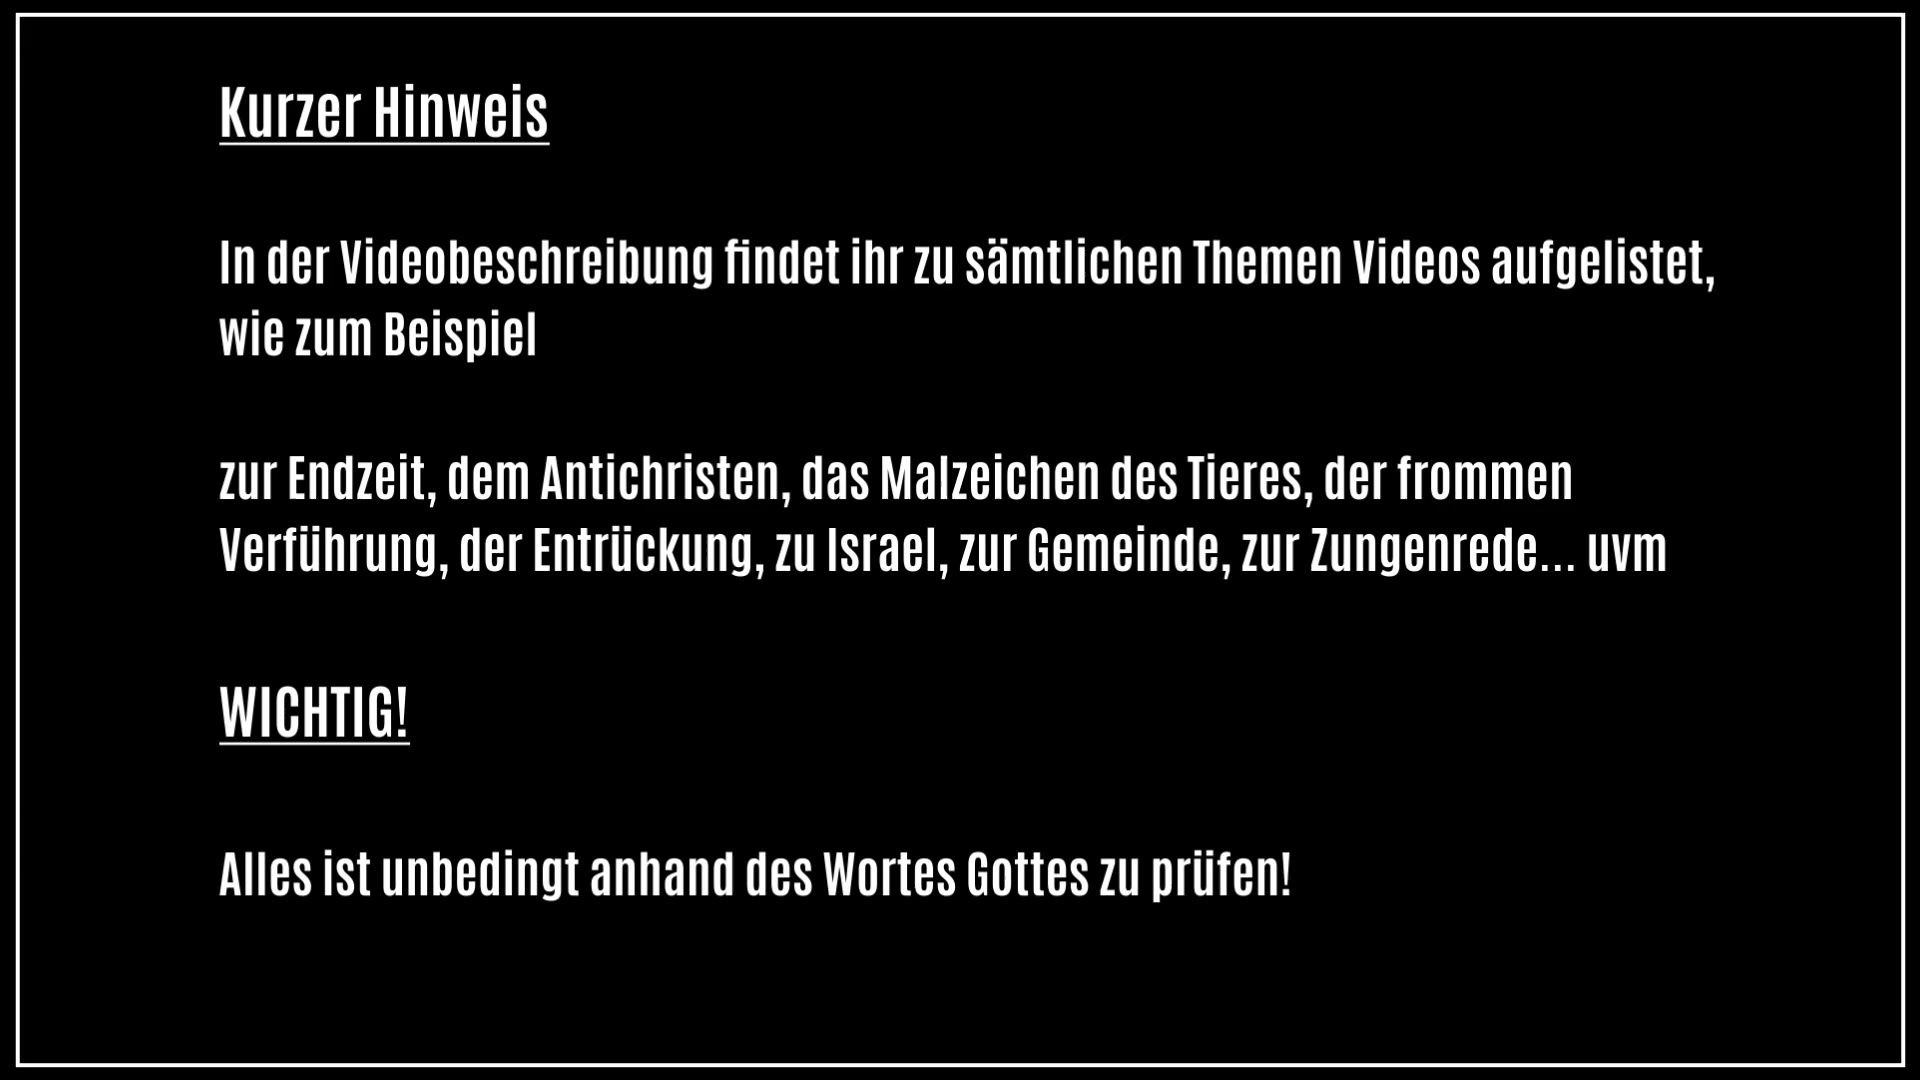 Kurzer Hinweis
In der Videobeschreibung findet ihr zu sämtlichen Themen Videos aufgelistet,
wie zum Beispiel
zur Endzeit, dem Antichristen, das Malzeichen des Tieres, der frommen
Verführung, der Entrückung, zu Israel, zur Gemeinde, zur Zungenrede... uvm
WICHTIG!
Alles ist unbedingt anhand des Wortes Gottes zu prüfen!